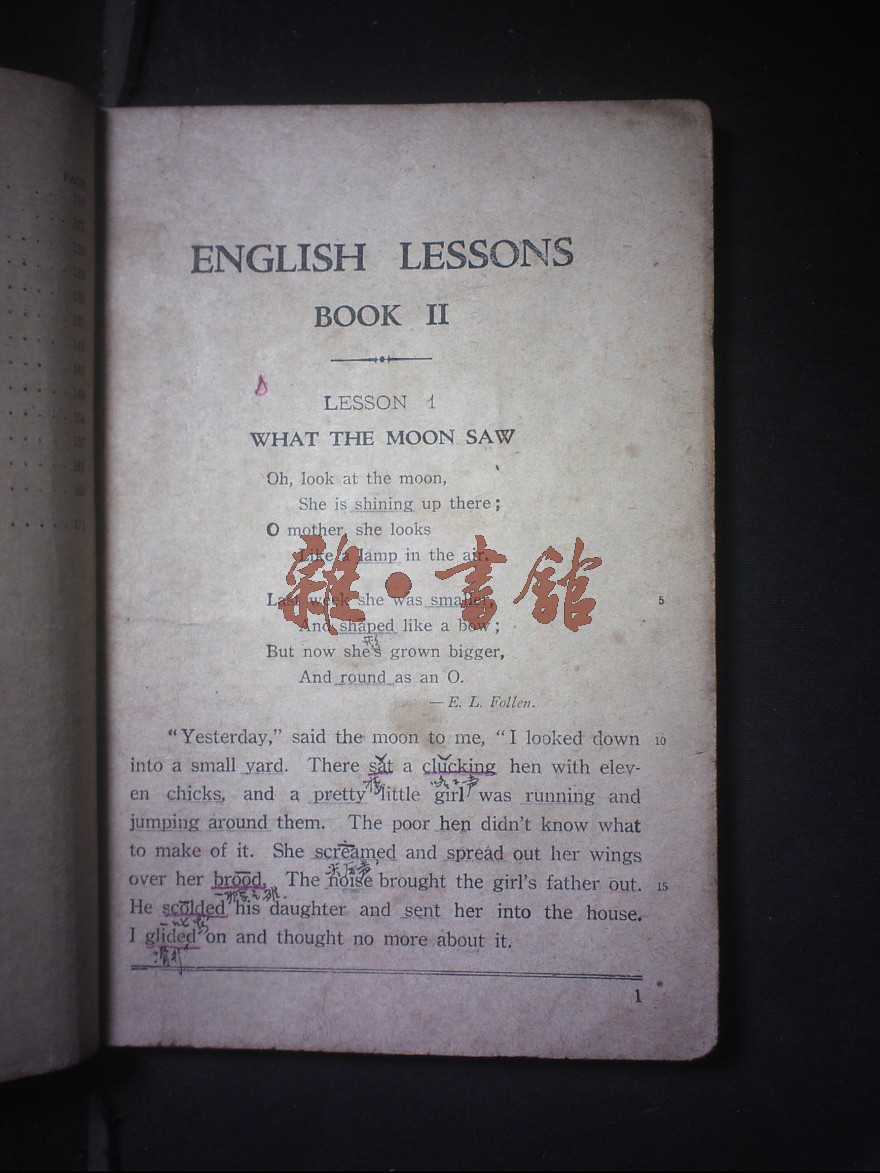 PAGE
ENGLISH LESSONS
BOOK II
LESSON 1
WHAT THE MOON SAW
Oh, look at the moon,
She is shining up there;
O mother, she looks
Like a lamp in the air.
Last week she was smaller, 5
And shaped like a bow;
But now she's grown bigger,
And round as an O.
— E. L. Follen.
雜·書館
"Yesterday," said the moon to me, "I looked down 10
into a small yard. There sat a clucking hen with elev-
en chicks, and a pretty little girl was running and
jumping around them. The poor hen didn't know what
to make of it. She screamed and spread out her wings
over her brood. The noise brought the girl's father out. 15
He scolded his daughter and sent her into the house.
I glided on and thought no more about it.
1